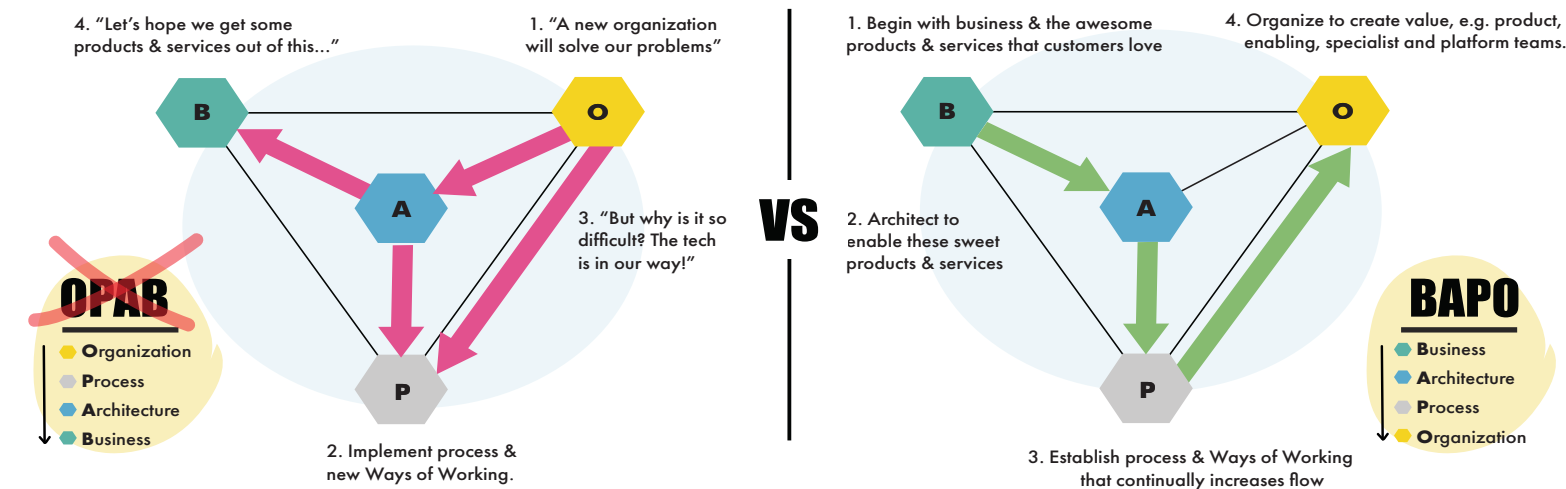 4. “Let’s hope we get some
products & services out of this...”
1. “A new organization
will solve our problems”
B
O
A
3. “But why is it so
difficult? The tech
is in our way!”
P
2. Implement process &
new Ways of Working.
OPAB
Organization
Process
Architecture
Business
VS
1. Begin with business & the awesome
products & services that customers love
4. Organize to create value, e.g. product,
enabling, specialist and platform teams.
B
O
A
2. Architect to
enable these sweet
products & services
P
3. Establish process & Ways of Working
that continually increases flow
BAPO
Business
Architecture
Process
Organization